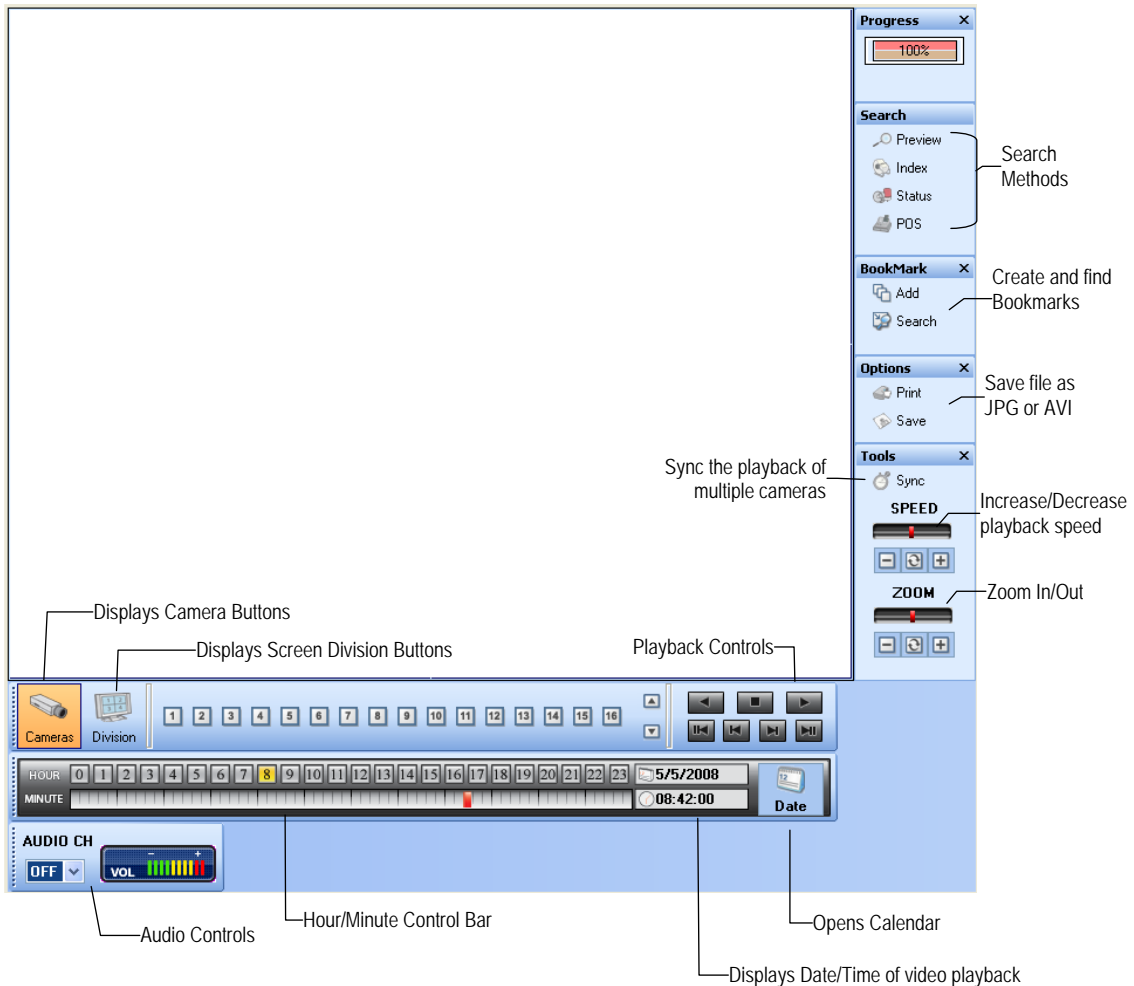 Progress
100%
Search
Preview
Index
Status
POS
Search
Methods
BookMark
Add
Search
Create and find
Bookmarks
Options
Print
Save
Save file as
JPG or AVI
Tools
Sync
Sync the playback of
multiple cameras
SPEED
Increase/Decrease
playback speed
ZOOM
Zoom In/Out
Displays Camera Buttons
Displays Screen Division Buttons
Playback Controls
Cameras
Division
1 2 3 4 5 6 7 8 9 10 11 12 13 14 15 16
HOUR 0 1 2 3 4 5 6 7 8 9 10 11 12 13 14 15 16 17 18 19 20 21 22 23 5/5/2008
MINUTE 08:42:00
12
Date
AUDIO CH
OFF
VOL - +
Audio Controls
Hour/Minute Control Bar
Opens Calendar
Displays Date/Time of video playback